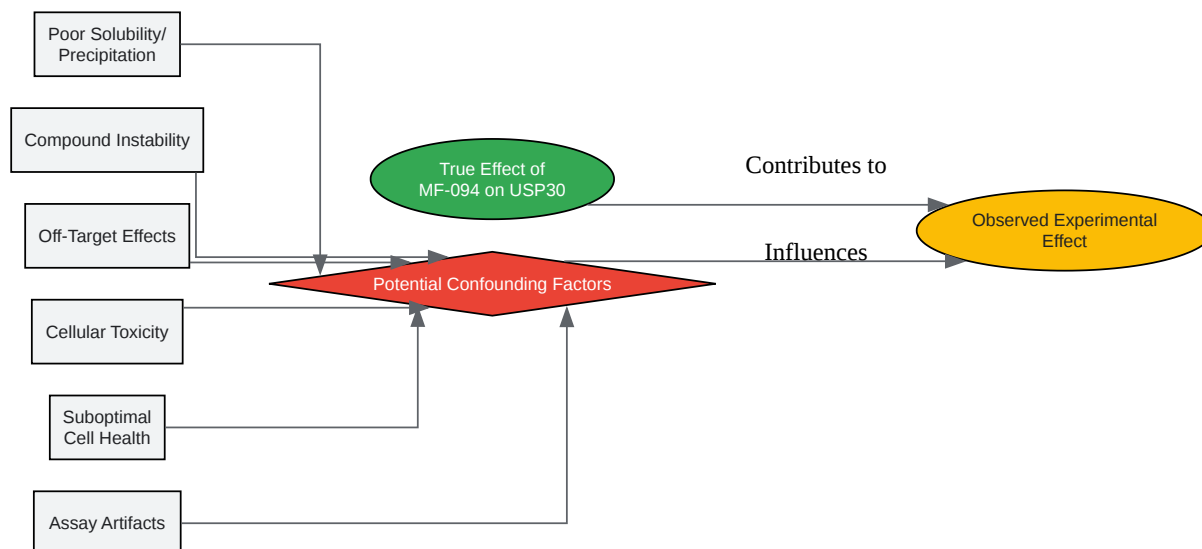 Poor Solubility/
Precipitation
Compound Instability
Off-Target Effects
Cellular Toxicity
Suboptimal
Cell Health
Assay Artifacts
True Effect of
MF-094 on USP30
Potential Confounding Factors
Contributes to
Influences
Observed Experimental
Effect